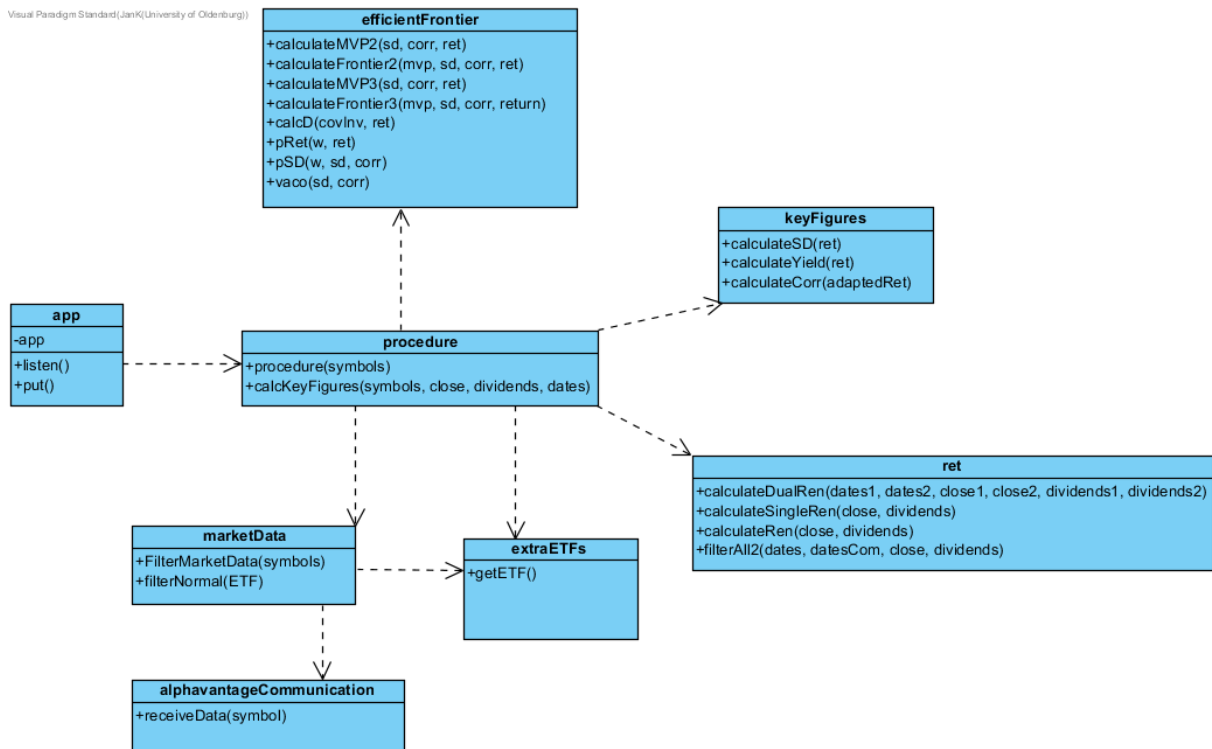 Visual Paradigm Standard(JanK(University of Oldenburg))
efficientFrontier
+calculateMVP2(sd, corr, ret)
+calculateFrontier2(mvp, sd, corr, ret)
+calculateMVP3(sd, corr, ret)
+calculateFrontier3(mvp, sd, corr, return)
+calcD(covInv, ret)
+pRet(w, ret)
+pSD(w, sd, corr)
+vaco(sd, corr)
keyFigures
+calculateSD(ret)
+calculateYield(ret)
+calculateCorr(adaptedRet)
app
-app
+listen()
+put()
procedure
+procedure(symbols)
+calcKeyFigures(symbols, close, dividends, dates)
ret
+calculateDualRen(dates1, dates2, close1, close2, dividends1, dividends2)
+calculateSingleRen(close, dividends)
+calculateRen(close, dividends)
+filterAll2(dates, datesCom, close, dividends)
marketData
+FilterMarketData(symbols)
+filterNormal(ETF)
extraETFs
+getETF()
alphavantageCommunication
+receiveData(symbol)